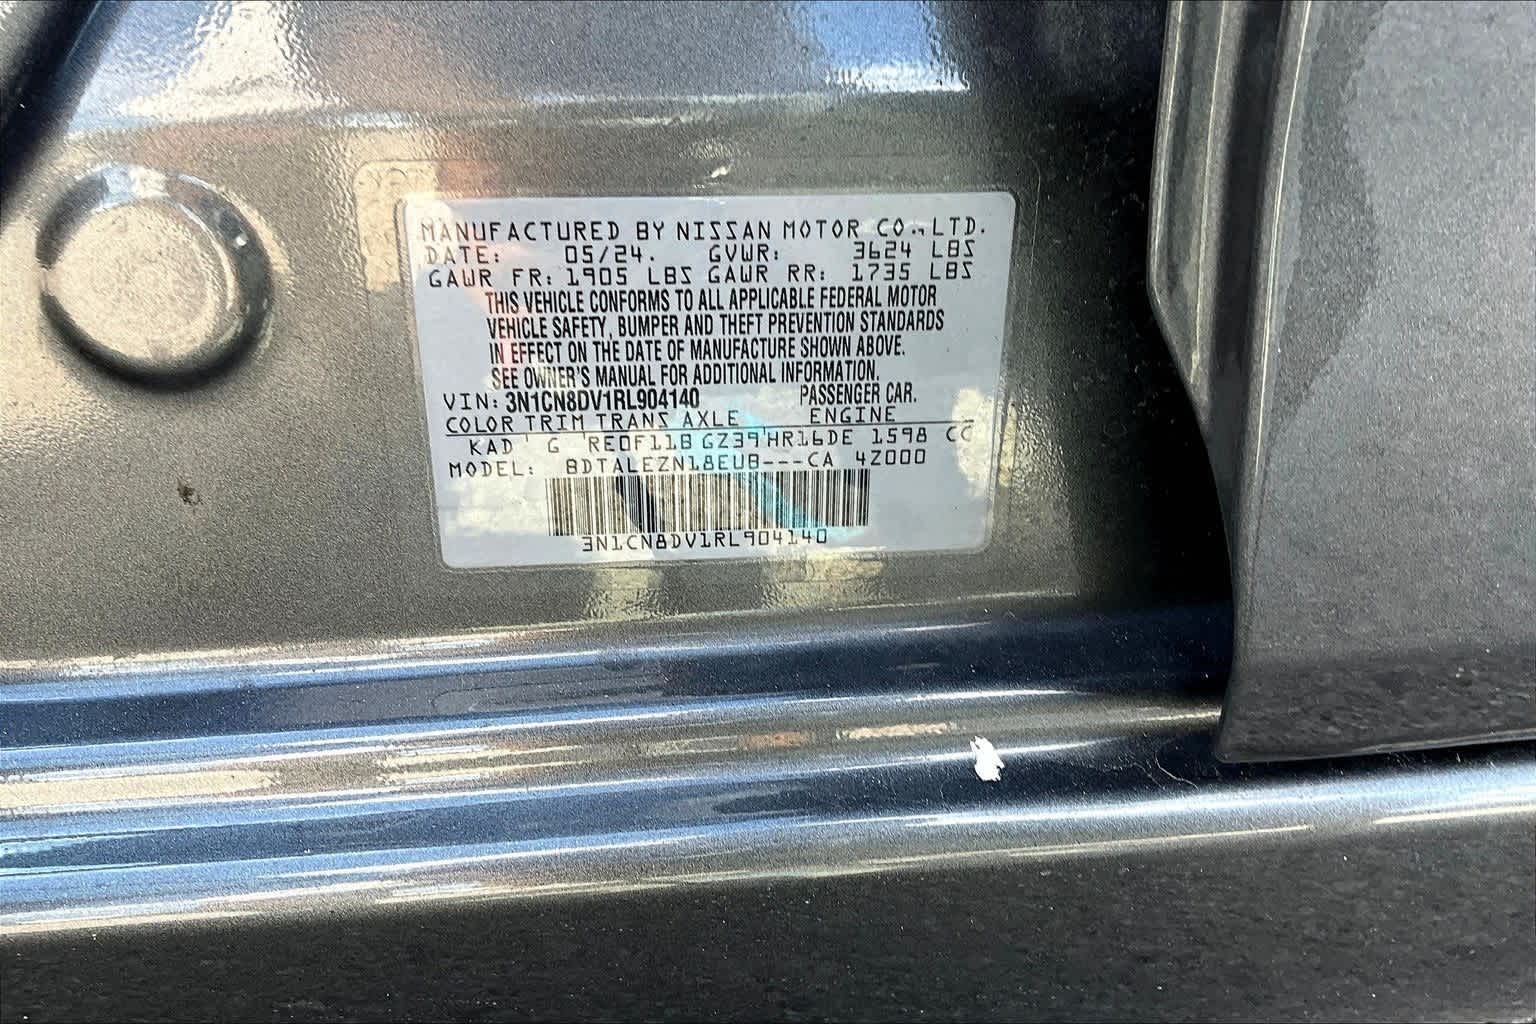 MANUFACTURED BY NISSAN MOTOR CO., LTD.
DATE: 05/24. GVWR: 3624 LBS
GAWR FR: 1905 LBS GAWR RR: 1735 LBS
THIS VEHICLE CONFORMS TO ALL APPLICABLE FEDERAL MOTOR
VEHICLE SAFETY, BUMPER AND THEFT PREVENTION STANDARDS
IN EFFECT ON THE DATE OF MANUFACTURE SHOWN ABOVE.
SEE OWNER'S MANUAL FOR ADDITIONAL INFORMATION.
VIN: 3N1CN8DV1RL904140 PASSENGER CAR.
COLOR TRIM TRANS AXLE ENGINE
KAD G RE0F11B GZ39 HR16DE 1598 CC
MODEL: BDTALEZN18EUB---CA 4Z000
3N1CN8DV1RL904140